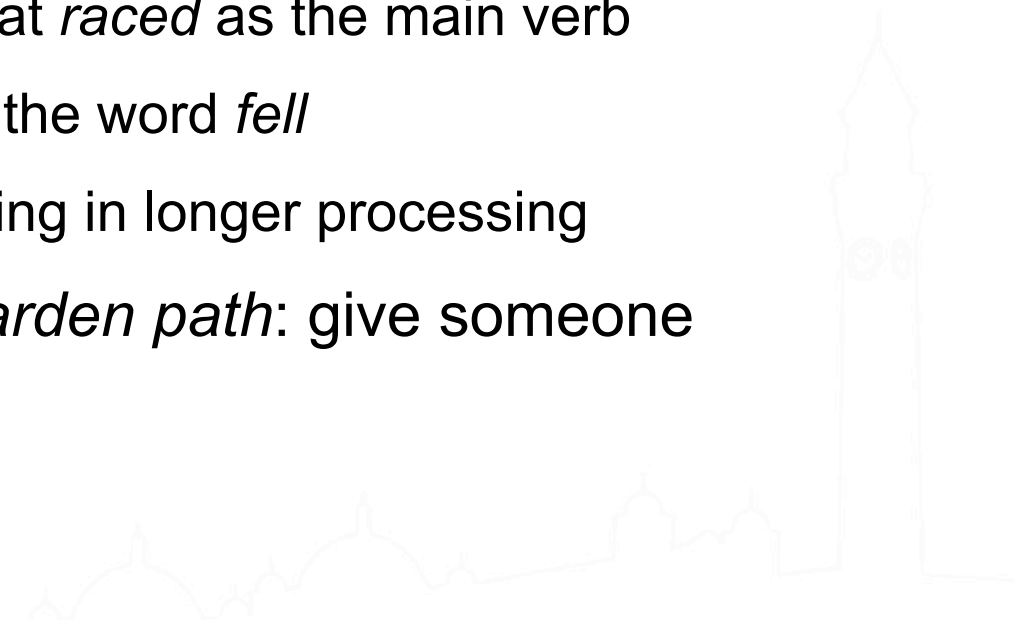 at raced as the main verb
the word fell
ing in longer processing
arden path: give someone